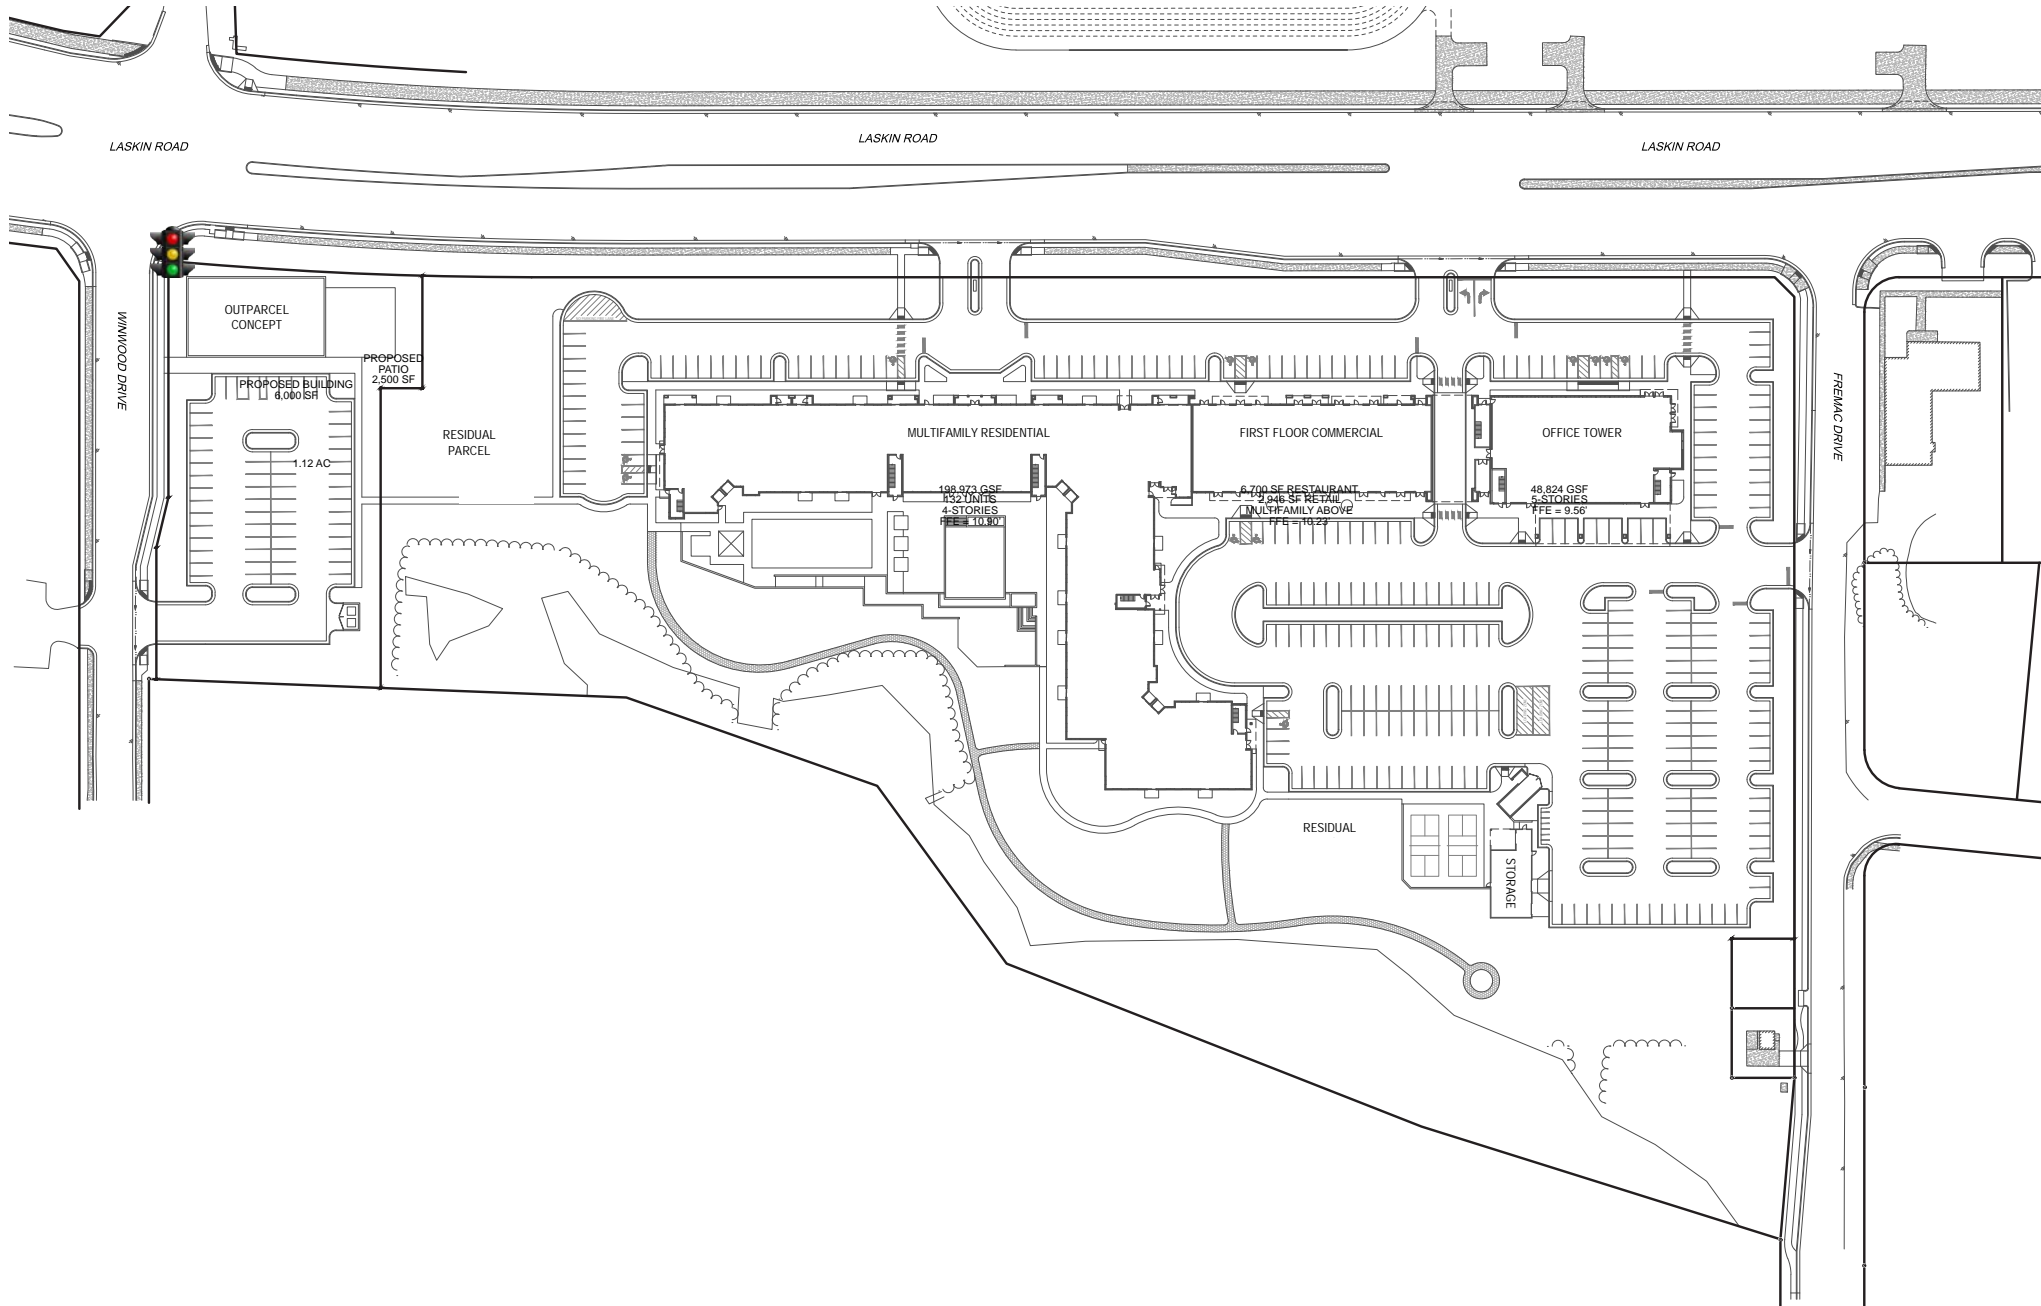 LASKIN ROAD
LASKIN ROAD
LASKIN ROAD
WINWOOD DRIVE
FREMAC DRIVE
OUTPARCEL
CONCEPT
PROPOSED
PATIO
2,500 SF
PROPOSED BUILDING
6,000 SF
1.12 AC
RESIDUAL
PARCEL
MULTIFAMILY RESIDENTIAL
198,973 GSF
132 UNITS
4-STORIES
FFE = 10.90'
FIRST FLOOR COMMERCIAL
6,700 SF RESTAURANT
2,946 SF RETAIL
MULTIFAMILY ABOVE
FFE = 10.23'
OFFICE TOWER
48,824 GSF
5-STORIES
FFE = 9.56'
RESIDUAL
STORAGE